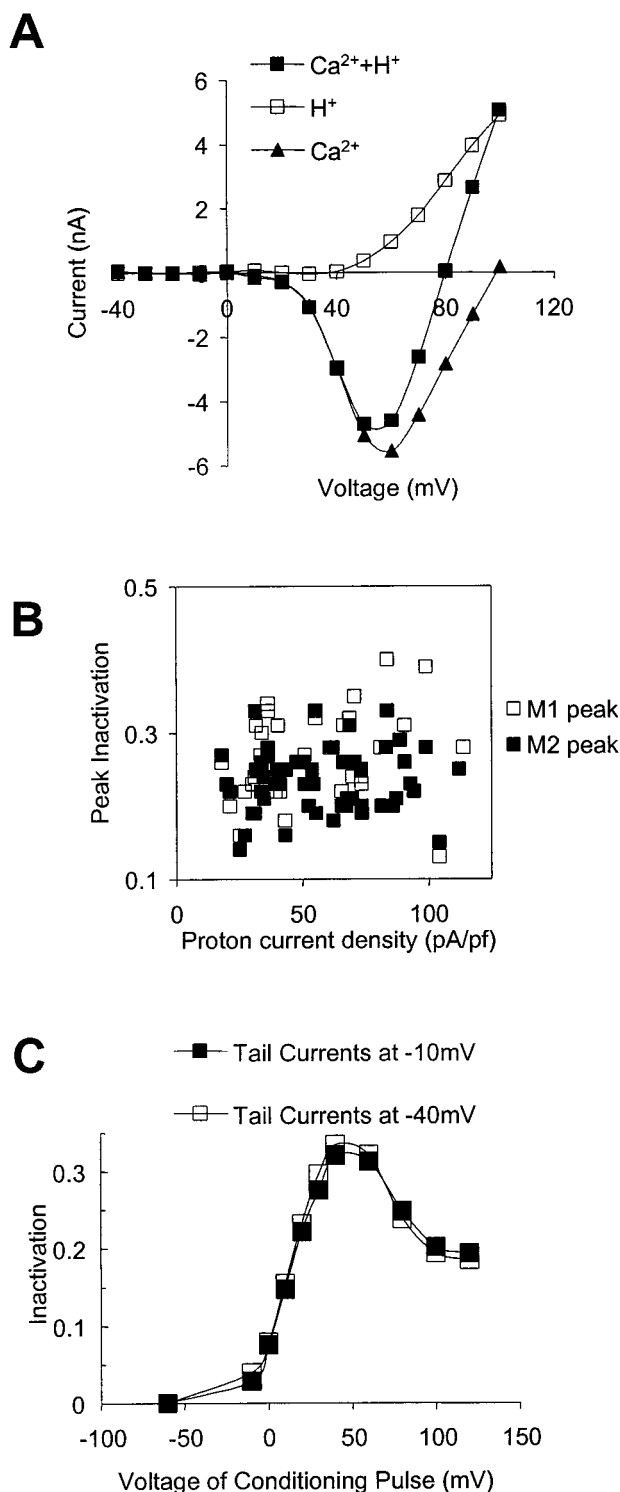 A
Ca²⁺+H⁺
H⁺
Ca²⁺
6
4
2
0
-2
-4
-6
-40
0
40
80
120
Current (nA)
Voltage (mV)
B
0.5
0.3
0.1
Peak Inactivation
M1 peak
M2 peak
0
50
100
Proton current density (pA/pf)
C
Tail Currents at -10mV
Tail Currents at -40mV
0.3
0.2
0.1
0
Inactivation
-100
-50
0
50
100
150
Voltage of Conditioning Pulse (mV)